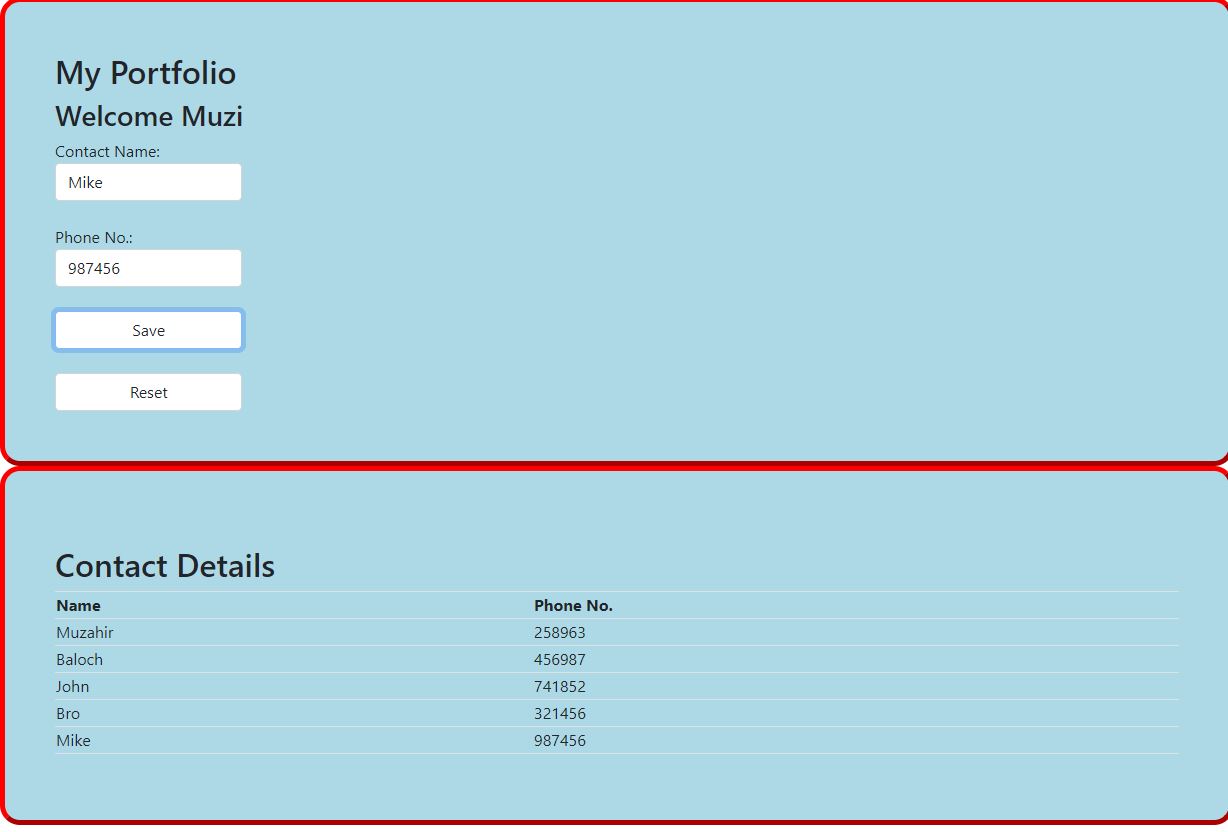 My Portfolio
Welcome Muzi
Contact Name:
Mike
Phone No.:
987456
Save
Reset
Contact Details
Name Phone No.
Muzahir 258963
Baloch 456987
John 741852
Bro 321456
Mike 987456